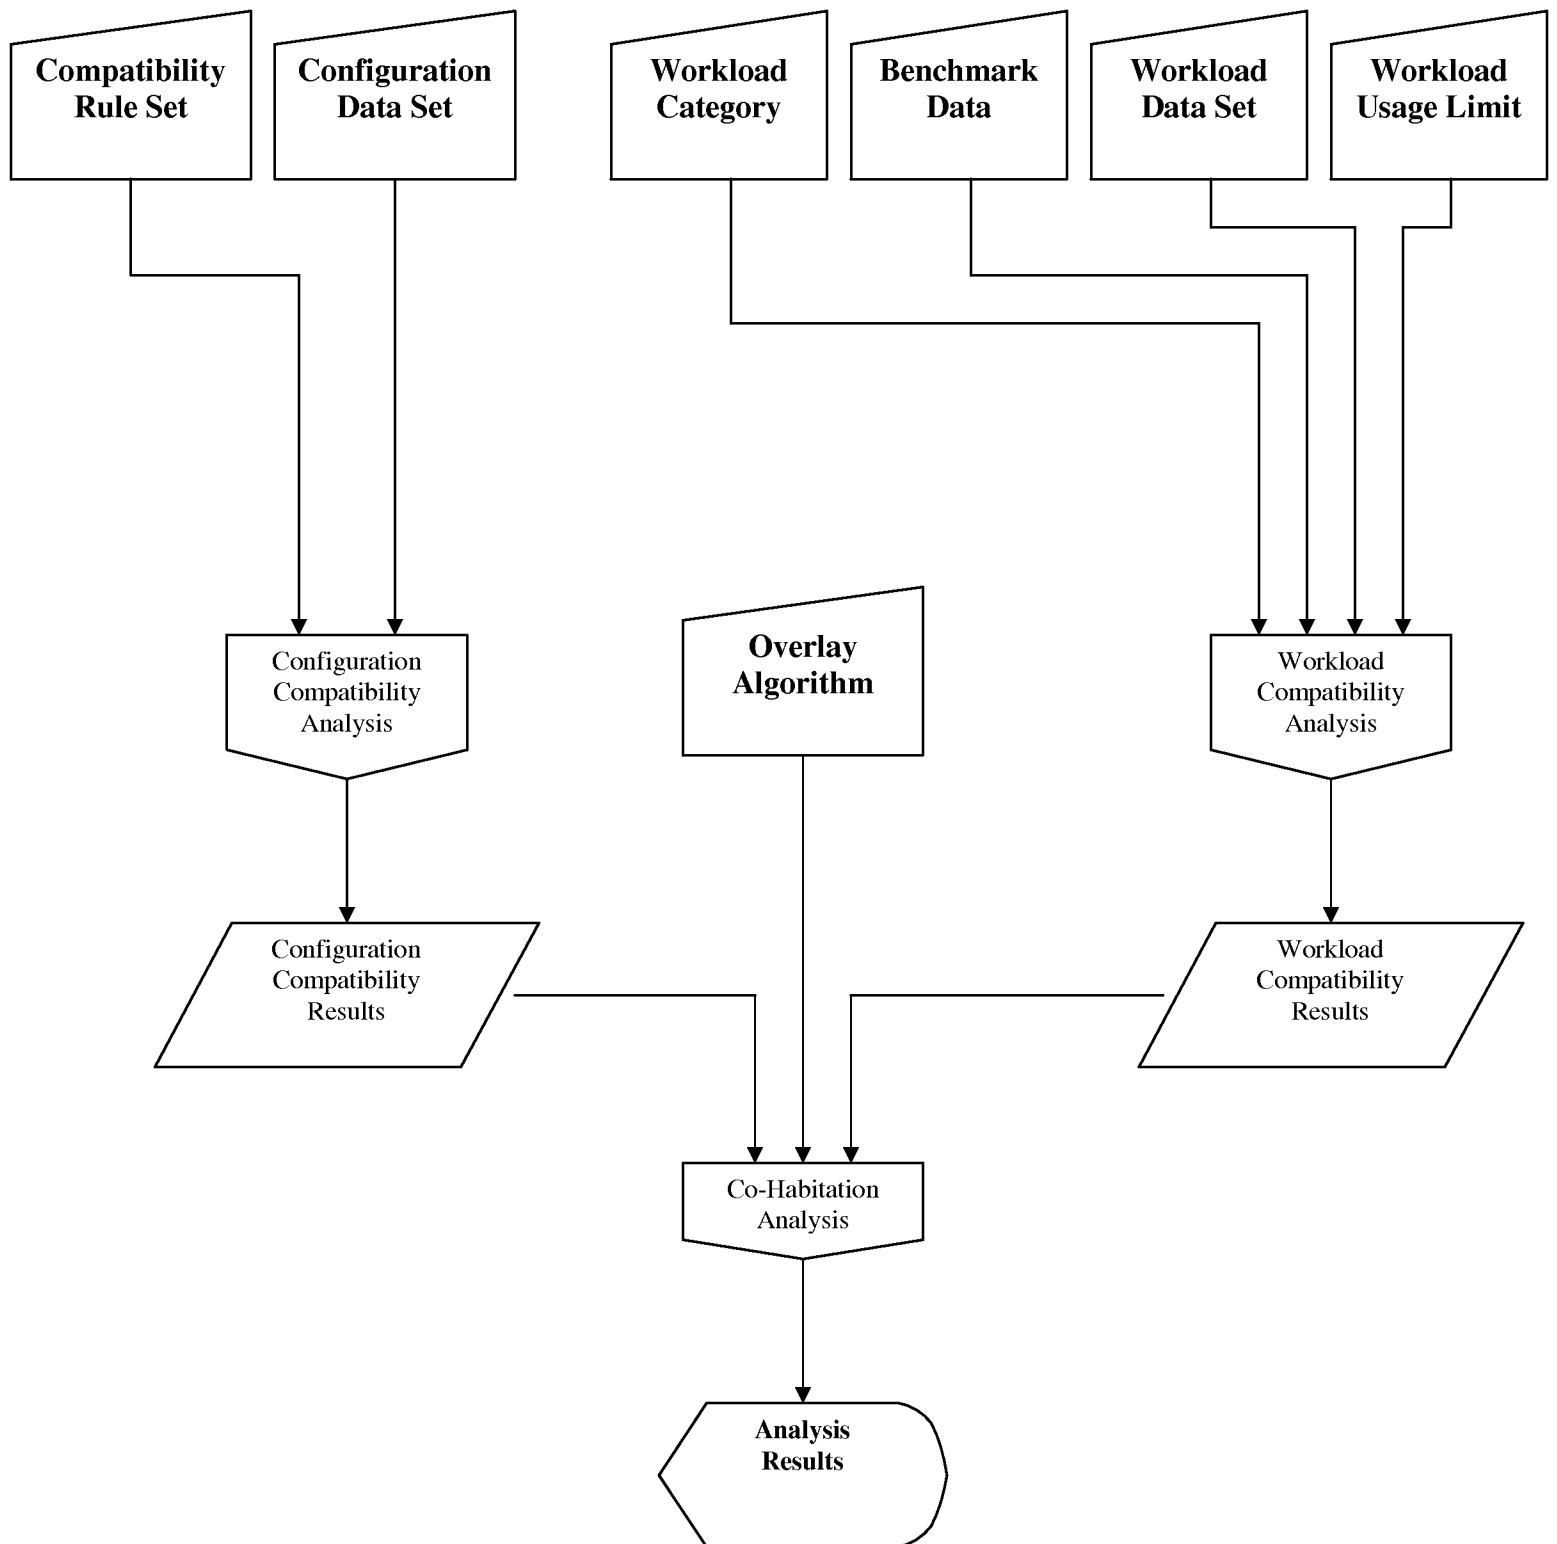 Compatibility
Rule Set
Configuration
Data Set
Workload
Category
Benchmark
Data
Workload
Data Set
Workload
Usage Limit
Configuration
Compatibility
Analysis
Overlay
Algorithm
Workload
Compatibility
Analysis
Configuration
Compatibility
Results
Workload
Compatibility
Results
Co-Habitation
Analysis
Analysis
Results